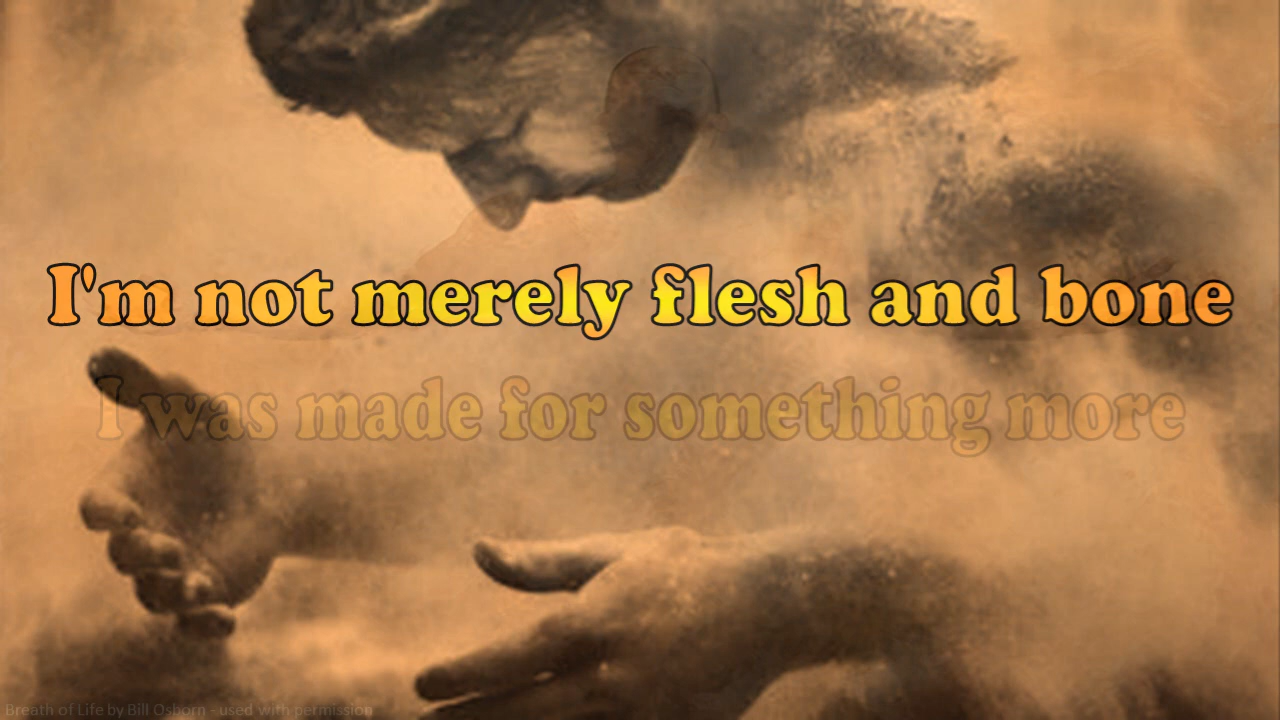 I'm not merely flesh and bone
I was made for something more
Breath of Life by Bill Osborn - used with permission